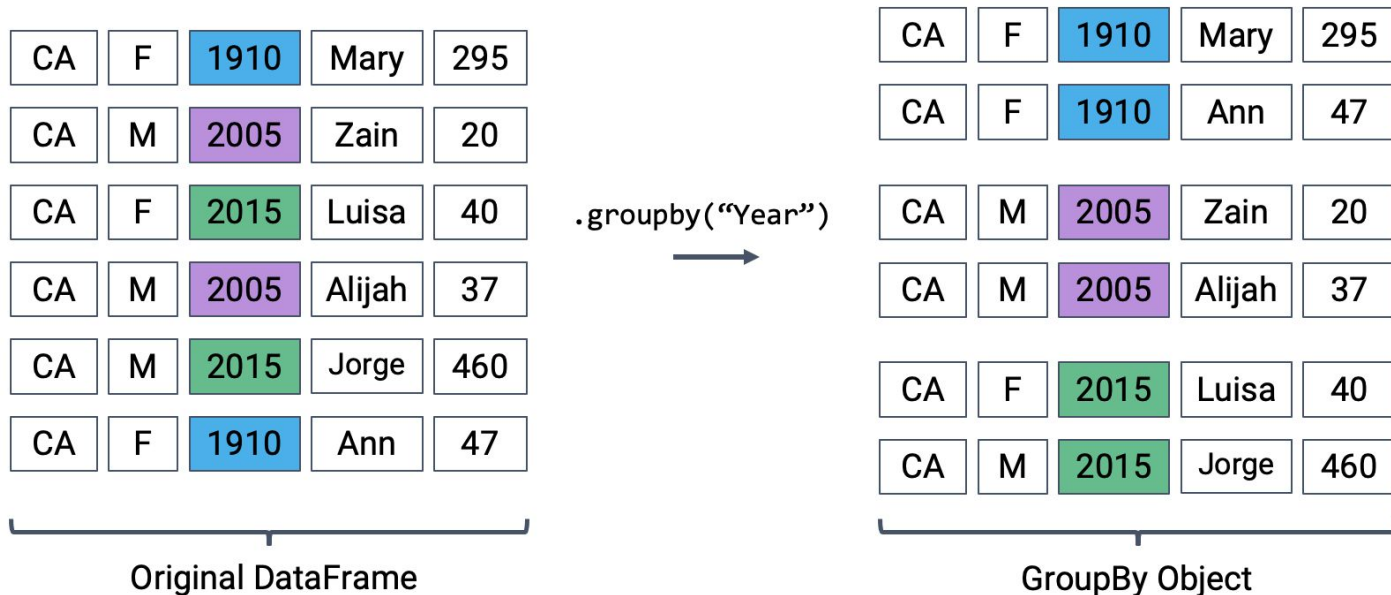 CA F 1910 Mary 295
CA M 2005 Zain 20
CA F 2015 Luisa 40
CA M 2005 Alijah 37
CA M 2015 Jorge 460
CA F 1910 Ann 47
Original DataFrame
.groupby(“Year”)
CA F 1910 Mary 295
CA F 1910 Ann 47
CA M 2005 Zain 20
CA M 2005 Alijah 37
CA F 2015 Luisa 40
CA M 2015 Jorge 460
GroupBy Object